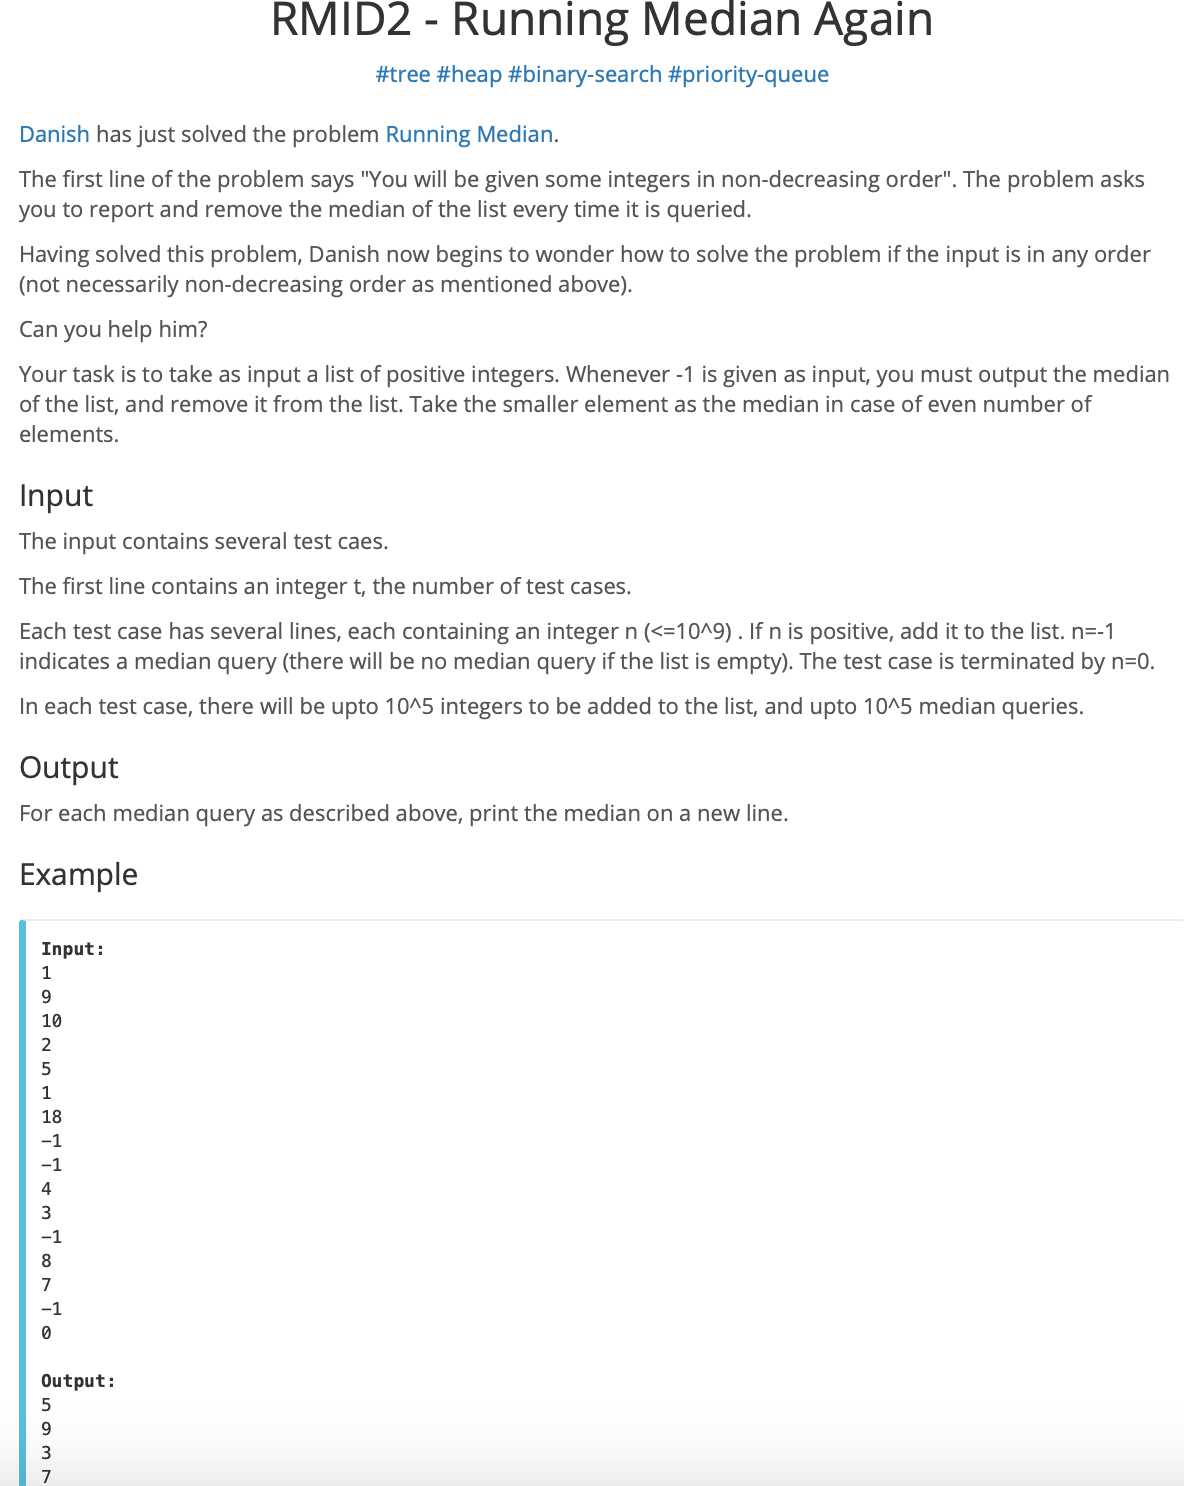 RMID2 - Running Median Again
#tree #heap #binary-search #priority-queue
Danish has just solved the problem Running Median.
The first line of the problem says "You will be given some integers in non-decreasing order". The problem asks
you to report and remove the median of the list every time it is queried.
Having solved this problem, Danish now begins to wonder how to solve the problem if the input is in any order
(not necessarily non-decreasing order as mentioned above).
Can you help him?
Your task is to take as input a list of positive integers. Whenever -1 is given as input, you must output the median
of the list, and remove it from the list. Take the smaller element as the median in case of even number of
elements.
Input
The input contains several test caes.
The first line contains an integer t, the number of test cases.
Each test case has several lines, each containing an integer n (<=10^9) . If n is positive, add it to the list. n=-1
indicates a median query (there will be no median query if the list is empty). The test case is terminated by n=0.
In each test case, there will be upto 10^5 integers to be added to the list, and upto 10^5 median queries.
Output
For each median query as described above, print the median on a new line.
Example
Input:
1
9
10
2
5
1
18
-1
-1
4
3
-1
8
7
-1
0
Output:
5
9
3
7